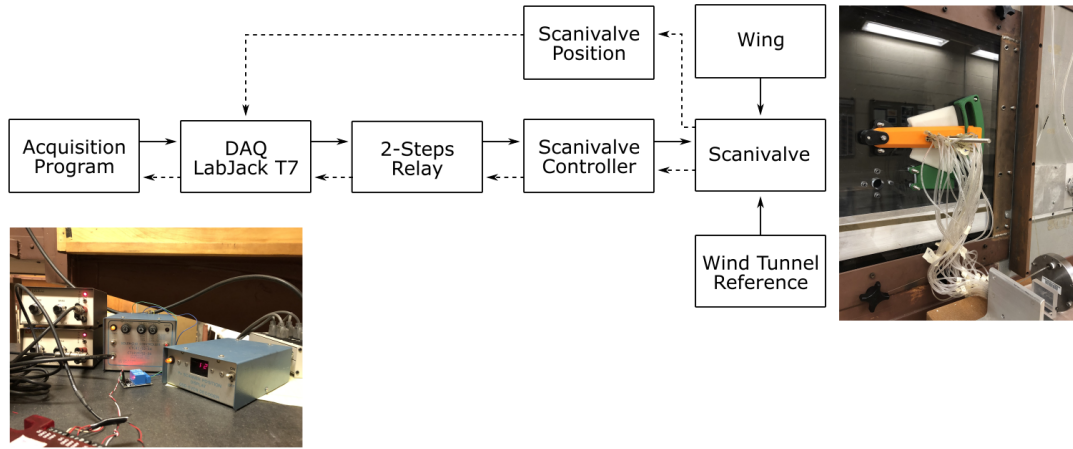 Scanivalve
Position
Wing
Acquisition
Program
DAQ
LabJack T7
2-Steps
Relay
Scanivalve
Controller
Scanivalve
Wind Tunnel
Reference